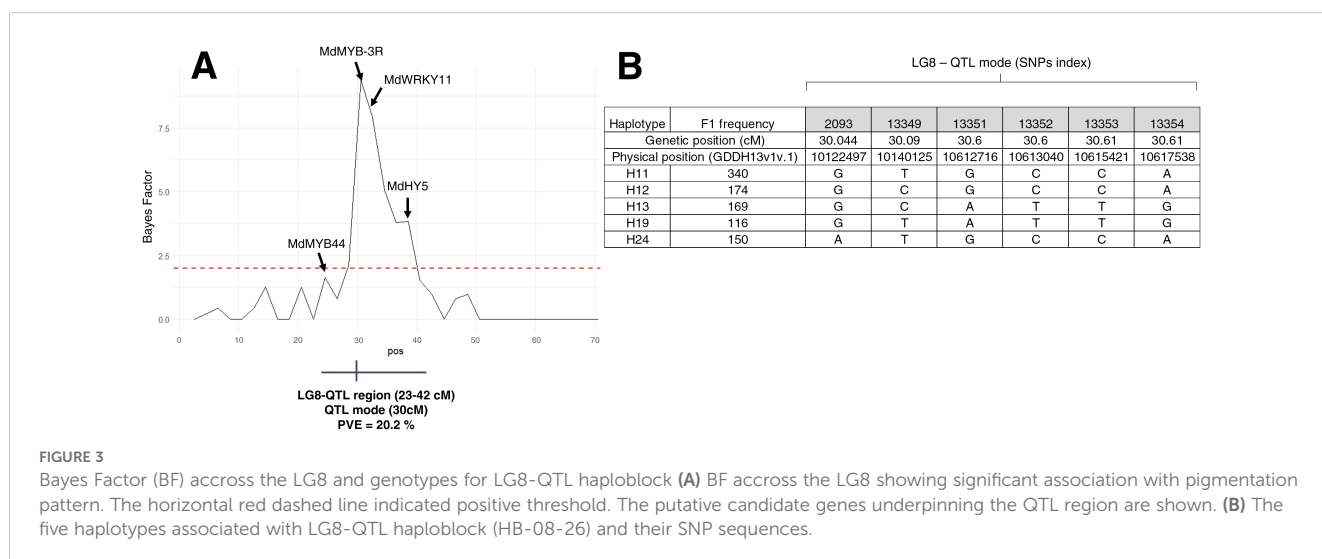 A
MdMYB-3R
MdWRKY11
MdHY5
MdMYB44
Bayes Factor
7.5
5.0
2.5
0.0
0 10 20 30 40 50 60 70
pos
LG8-QTL region (23-42 cM)
QTL mode (30cM)
PVE = 20.2 %
B
LG8 – QTL mode (SNPs index)
Haplotype F1 frequency 2093 13349 13351 13352 13353 13354
Genetic position (cM) 30.044 30.09 30.6 30.6 30.61 30.61
Physical position (GDDH13v1v.1) 10122497 10140125 10612716 10613040 10615421 10617538
H11 340 G T G C C A
H12 174 G C G C C A
H13 169 G C A T T G
H19 116 G T A T T G
H24 150 A T G C C A
FIGURE 3
Bayes Factor (BF) accross the LG8 and genotypes for LG8-QTL haploblock (A) BF accross the LG8 showing significant association with pigmentation
pattern. The horizontal red dashed line indicated positive threshold. The putative candidate genes underpinning the QTL region are shown. (B) The
five haplotypes associated with LG8-QTL haploblock (HB-08-26) and their SNP sequences.